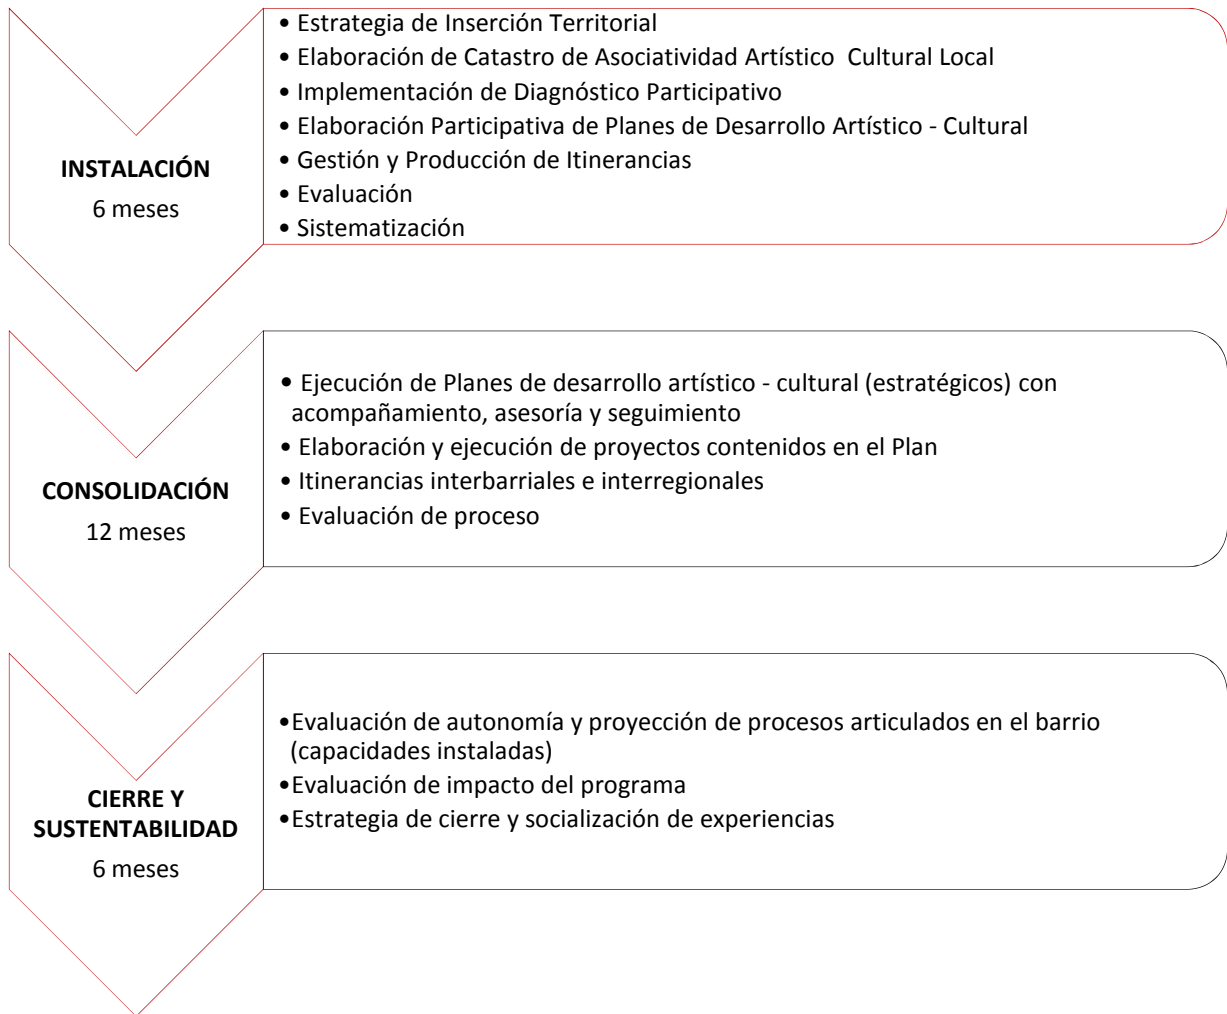 INSTALACIÓN
6 meses
• Estrategia de Inserción Territorial
• Elaboración de Catastro de Asociatividad Artístico Cultural Local
• Implementación de Diagnóstico Participativo
• Elaboración Participativa de Planes de Desarrollo Artístico - Cultural
• Gestión y Producción de Itinerancias
• Evaluación
• Sistematización
CONSOLIDACIÓN
12 meses
• Ejecución de Planes de desarrollo artístico - cultural (estratégicos) con
acompañamiento, asesoría y seguimiento
• Elaboración y ejecución de proyectos contenidos en el Plan
• Itinerancias interbarriales e interregionales
• Evaluación de proceso
CIERRE Y
SUSTENTABILIDAD
6 meses
•Evaluación de autonomía y proyección de procesos articulados en el barrio
(capacidades instaladas)
•Evaluación de impacto del programa
•Estrategia de cierre y socialización de experiencias